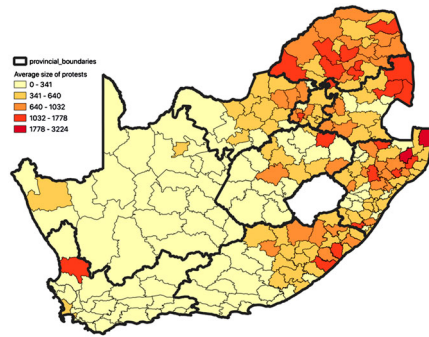 provincial_boundaries
Average size of protests
0 - 341
341 - 640
640 - 1032
1032 - 1778
1778 - 3224